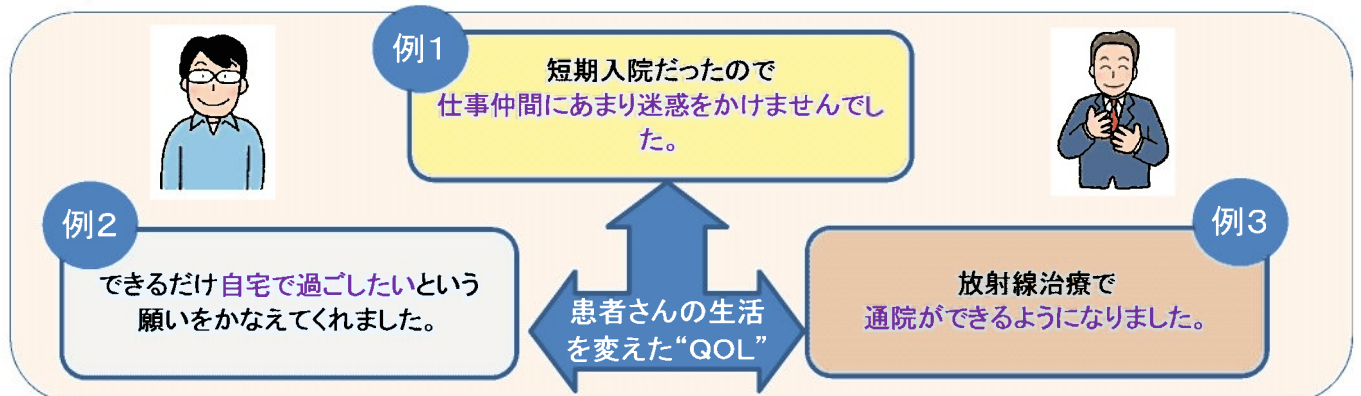 例1
短期入院だったので
仕事仲間にあまり迷惑をかけませんでし
た。
例2
できるだけ自宅で過ごしたいという
願いをかなえてくれました。
例3
放射線治療で
通院ができるようになりました。
患者さんの生活
を変えた“QOL”